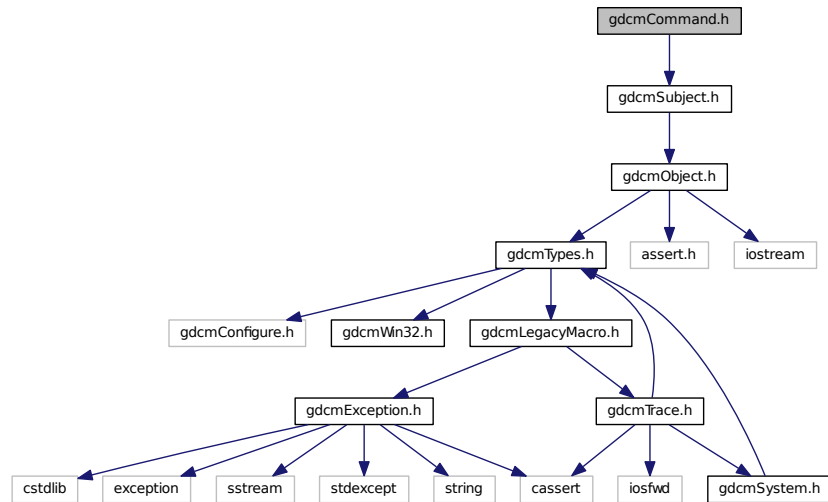 gdcmCommand.h
gdcmSubject.h
gdcmObject.h
gdcmTypes.h
assert.h
iostream
gdcmConfigure.h
gdcmWin32.h
gdcmLegacyMacro.h
gdcmException.h
gdcmTrace.h
cstdlib
exception
sstream
stdexcept
string
cassert
iosfwd
gdcmSystem.h